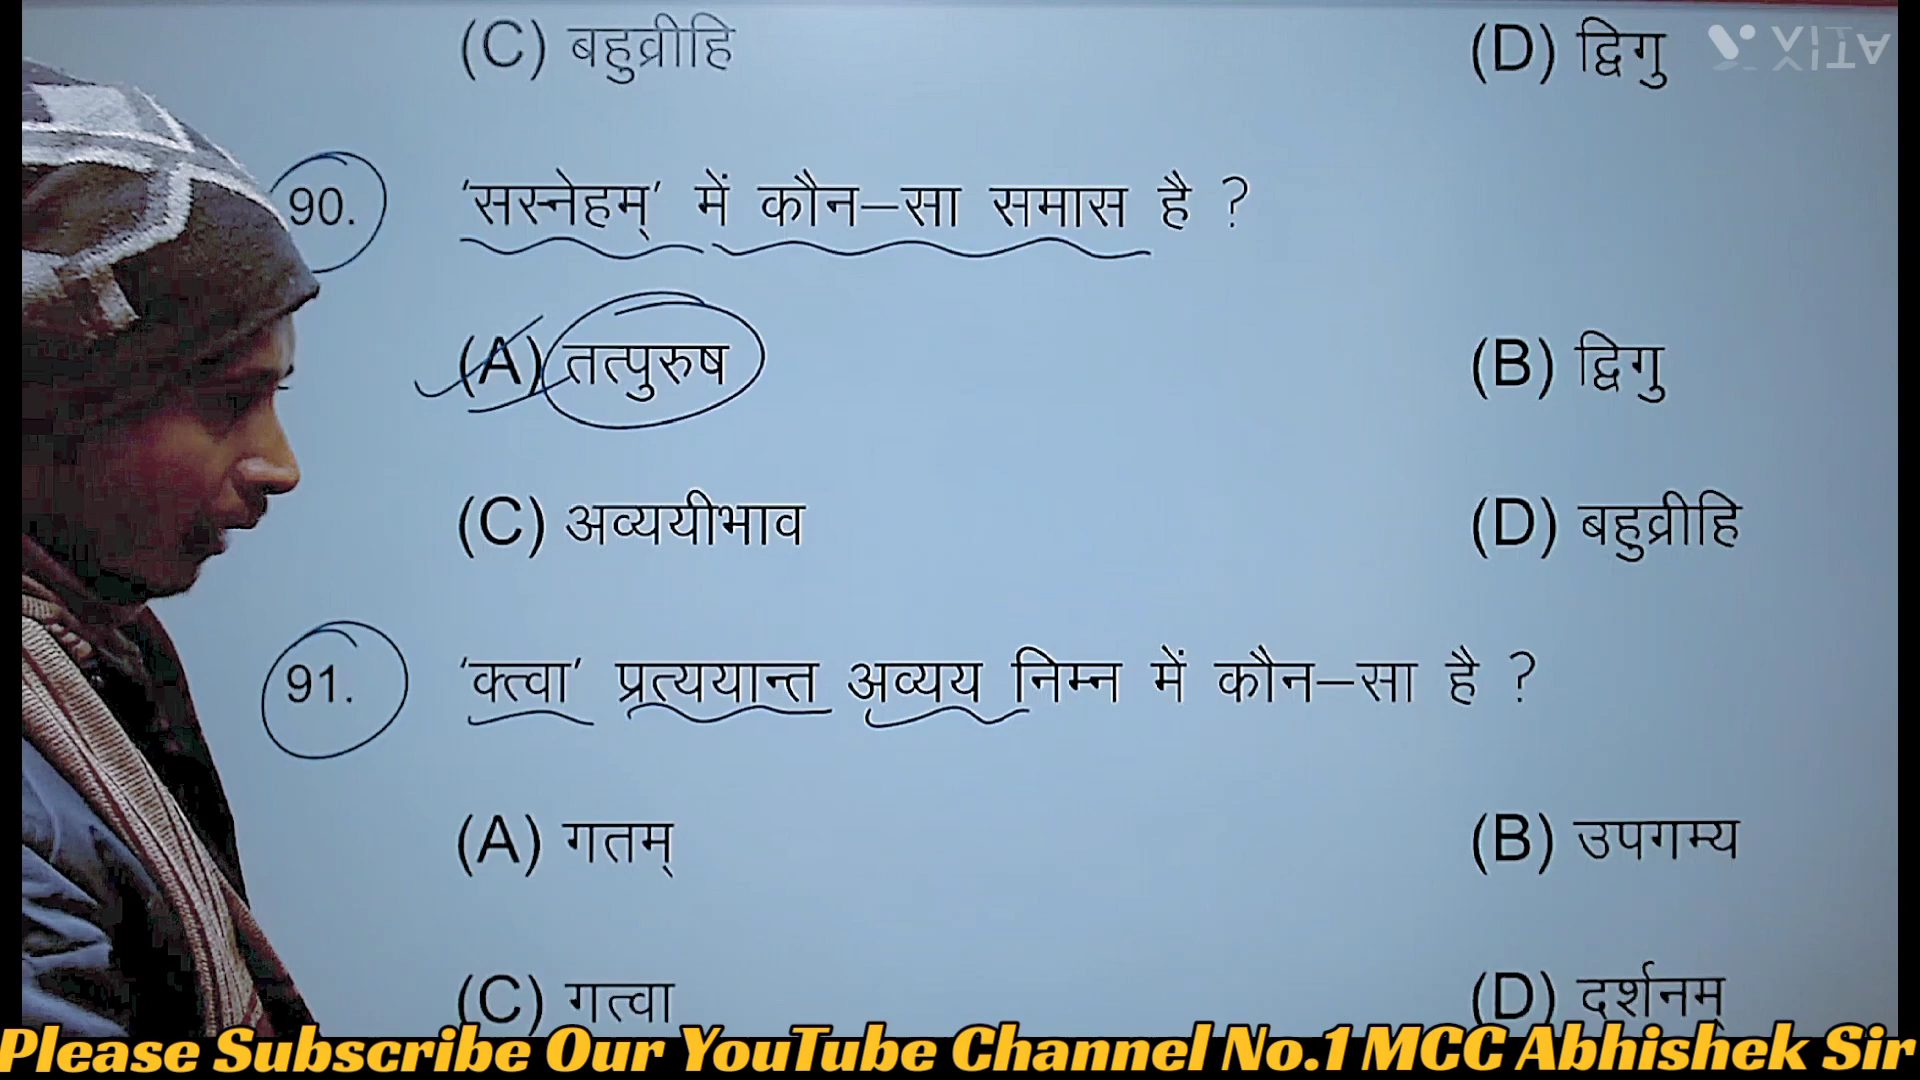 (C) बहुव्रीहि (D) द्विगु
VITA
90. 'सस्नेहम्' में कौन–सा समास है ?
(A) तत्पुरुष (B) द्विगु
(C) अव्ययीभाव (D) बहुव्रीहि
91. 'क्त्वा' प्रत्ययान्त अव्यय निम्न में कौन–सा है ?
(A) गतम् (B) उपगम्य
(C) गत्वा (D) दर्शनम्
Please Subscribe Our YouTube Channel No.1 MCC Abhishek Sir